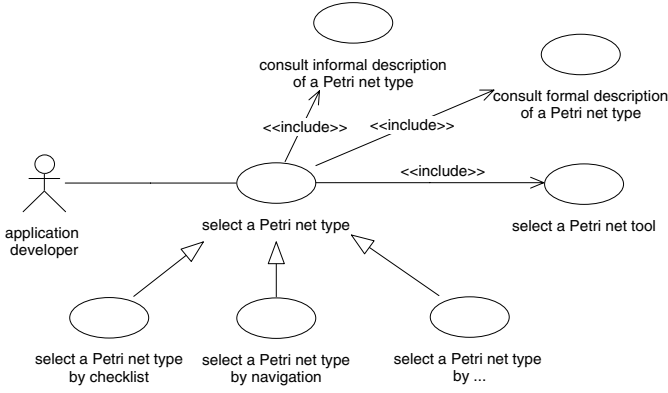 consult informal description
of a Petri net type
consult formal description
of a Petri net type
<<include>>
<<include>>
<<include>>
application
developer
select a Petri net type
select a Petri net tool
select a Petri net type
by checklist
select a Petri net type
by navigation
select a Petri net type
by ...